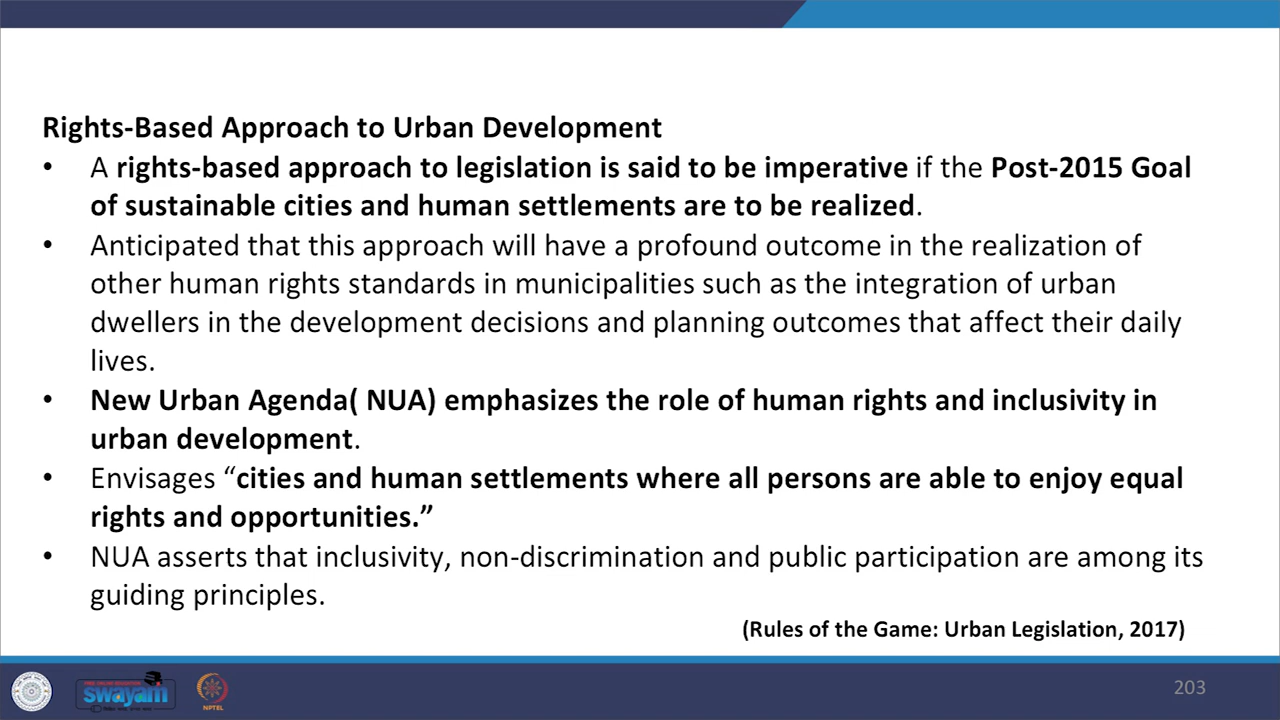 Rights-Based Approach to Urban Development
• A rights-based approach to legislation is said to be imperative if the Post-2015 Goal
of sustainable cities and human settlements are to be realized.
• Anticipated that this approach will have a profound outcome in the realization of
other human rights standards in municipalities such as the integration of urban
dwellers in the development decisions and planning outcomes that affect their daily
lives.
• New Urban Agenda( NUA) emphasizes the role of human rights and inclusivity in
urban development.
• Envisages “cities and human settlements where all persons are able to enjoy equal
rights and opportunities.”
• NUA asserts that inclusivity, non-discrimination and public participation are among its
guiding principles.
(Rules of the Game: Urban Legislation, 2017)
swayam
NPTEL
203